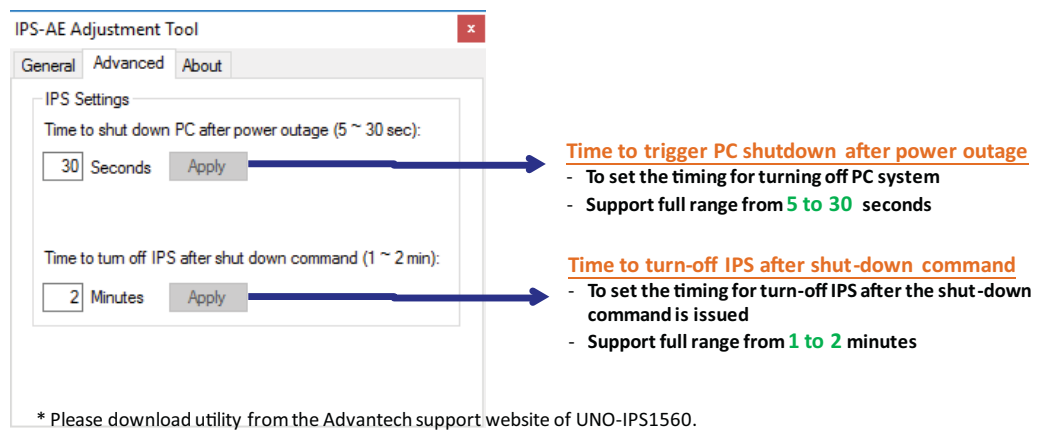 IPS-AE Adjustment Tool
x
General Advanced About
IPS Settings
Time to shut down PC after power outage (5 ~ 30 sec):
30 Seconds Apply
Time to trigger PC shutdown after power outage
- To set the timing for turning off PC system
- Support full range from 5 to 30 seconds
Time to turn off IPS after shut down command (1 ~ 2 min):
2 Minutes Apply
Time to turn-off IPS after shut-down command
- To set the timing for turn-off IPS after the shut-down
command is issued
- Support full range from 1 to 2 minutes
* Please download utility from the Advantech support website of UNO-IPS1560.